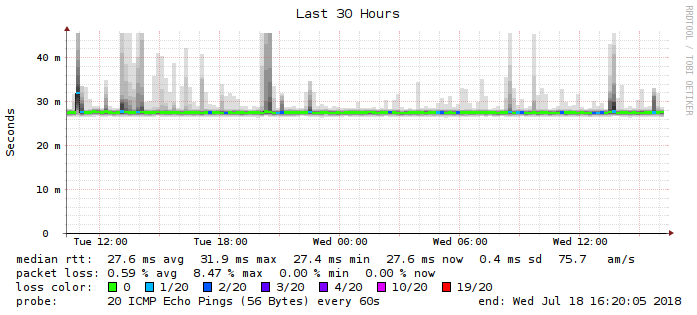 Last 30 Hours
RRDTOOL / TOBI OETIKER
Seconds
40 m
30 m
20 m
10 m
0
Tue 12:00 Tue 18:00 Wed 00:00 Wed 06:00 Wed 12:00
median rtt: 27.6 ms avg 31.9 ms max 27.4 ms min 27.6 ms now 0.4 ms sd 75.7 am/s
packet loss: 0.59 % avg 8.47 % max 0.00 % min 0.00 % now
loss color: 0 1/20 2/20 3/20 4/20 10/20 19/20
probe: 20 ICMP Echo Pings (56 Bytes) every 60s end: Wed Jul 18 16:20:05 2018